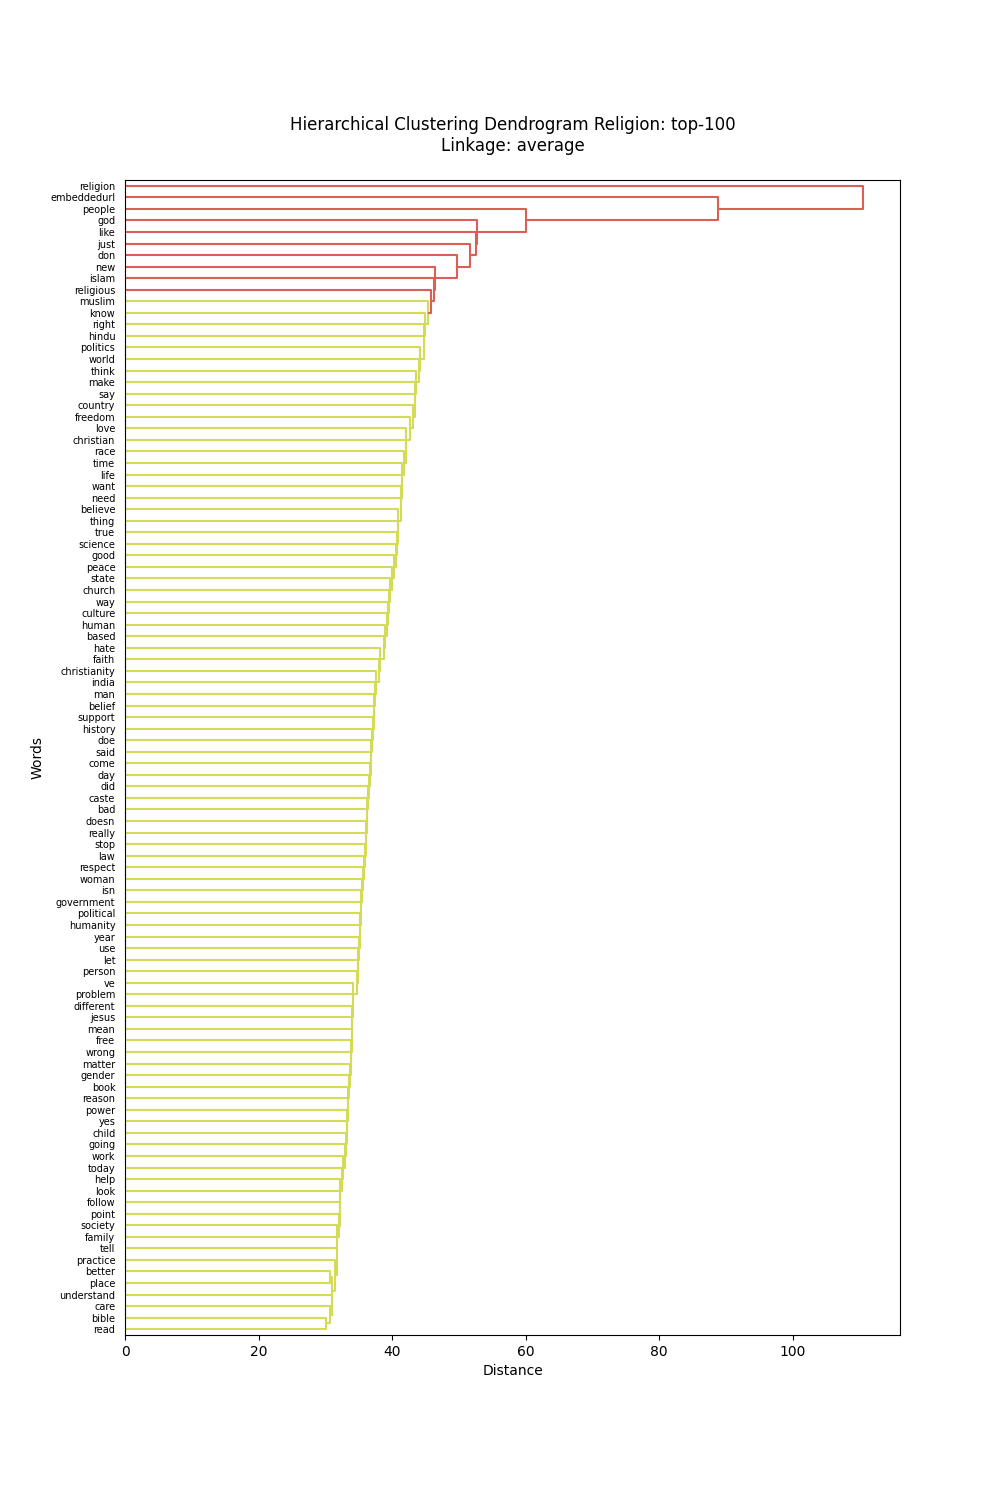 Hierarchical Clustering Dendrogram Religion: top-100
Linkage: average
religion
embeddedurl
people
god
like
just
don
new
islam
religious
muslim
know
right
hindu
politics
world
think
make
say
country
freedom
love
christian
race
time
life
want
need
believe
thing
true
science
good
peace
state
church
way
culture
human
based
hate
faith
christianity
india
man
belief
support
history
doe
said
come
day
did
caste
bad
doesn
really
stop
law
respect
woman
isn
government
political
humanity
year
use
let
person
ve
problem
different
jesus
mean
free
wrong
matter
gender
book
reason
power
yes
child
going
work
today
help
look
follow
point
society
family
tell
practice
better
place
understand
care
bible
read
Words
0 20 40 60 80 100
Distance